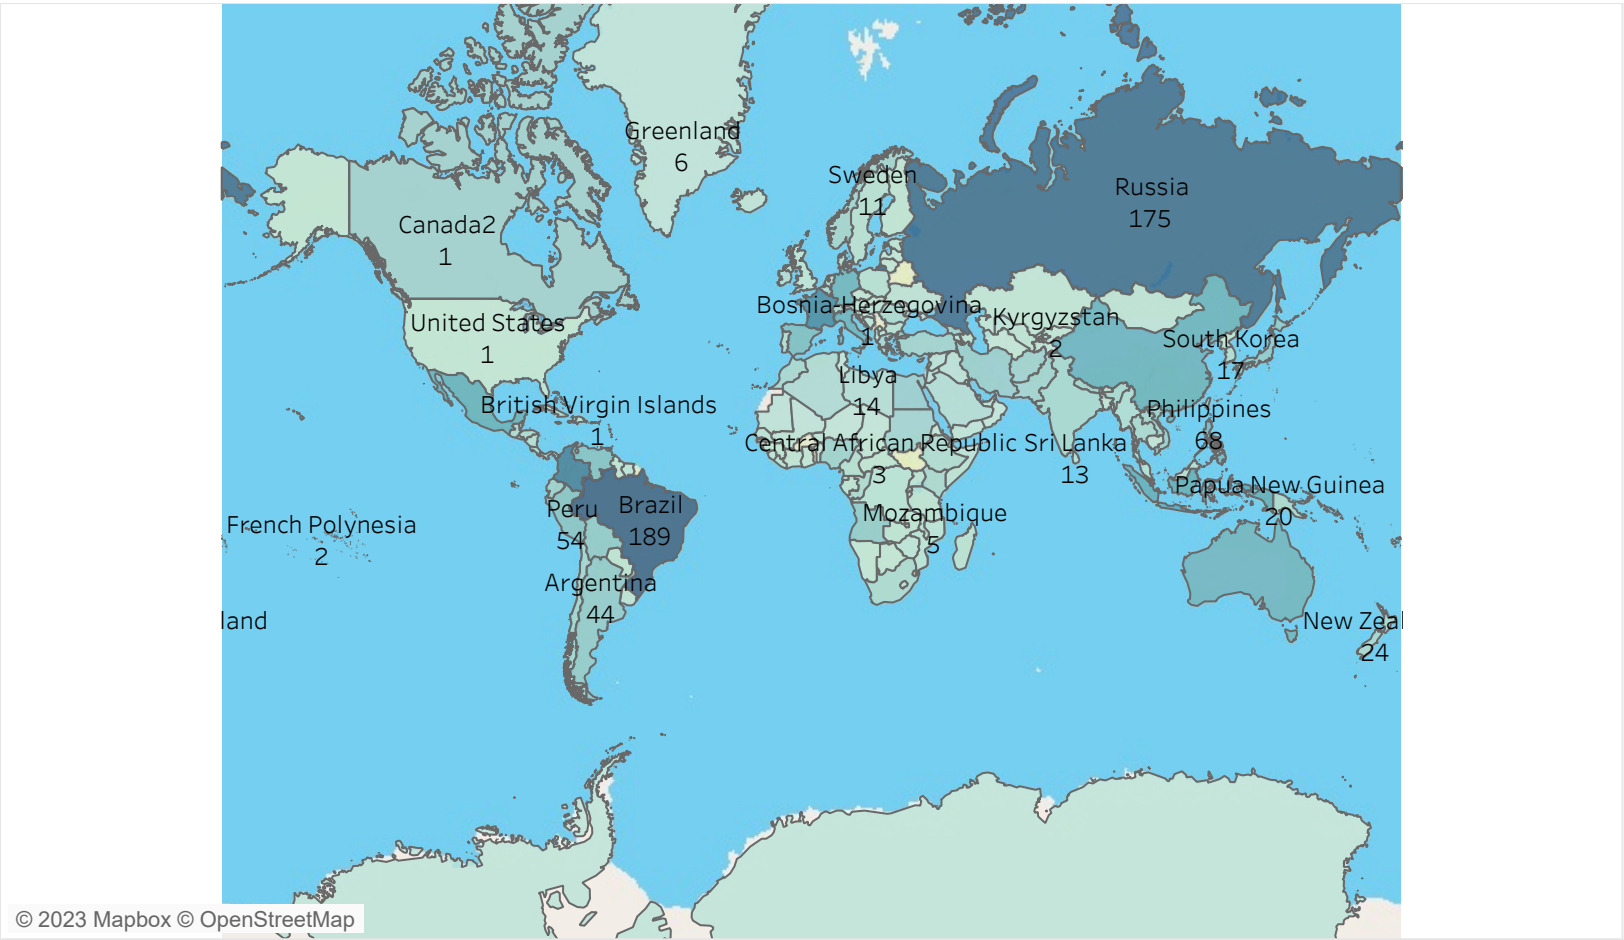 Greenland
6
Sweden
11
Russia
175
Canada2
1
Bosnia-Herzegovina
1
Kyrgyzstan
2
United States
1
South Korea
17
Libya
14
British Virgin Islands
1
Philippines
68
Central African Republic
3
Sri Lanka
13
Papua New Guinea
20
Peru
54
Brazil
189
Mozambique
5
French Polynesia
2
Argentina
44
land
New Zeal
24
© 2023 Mapbox © OpenStreetMap